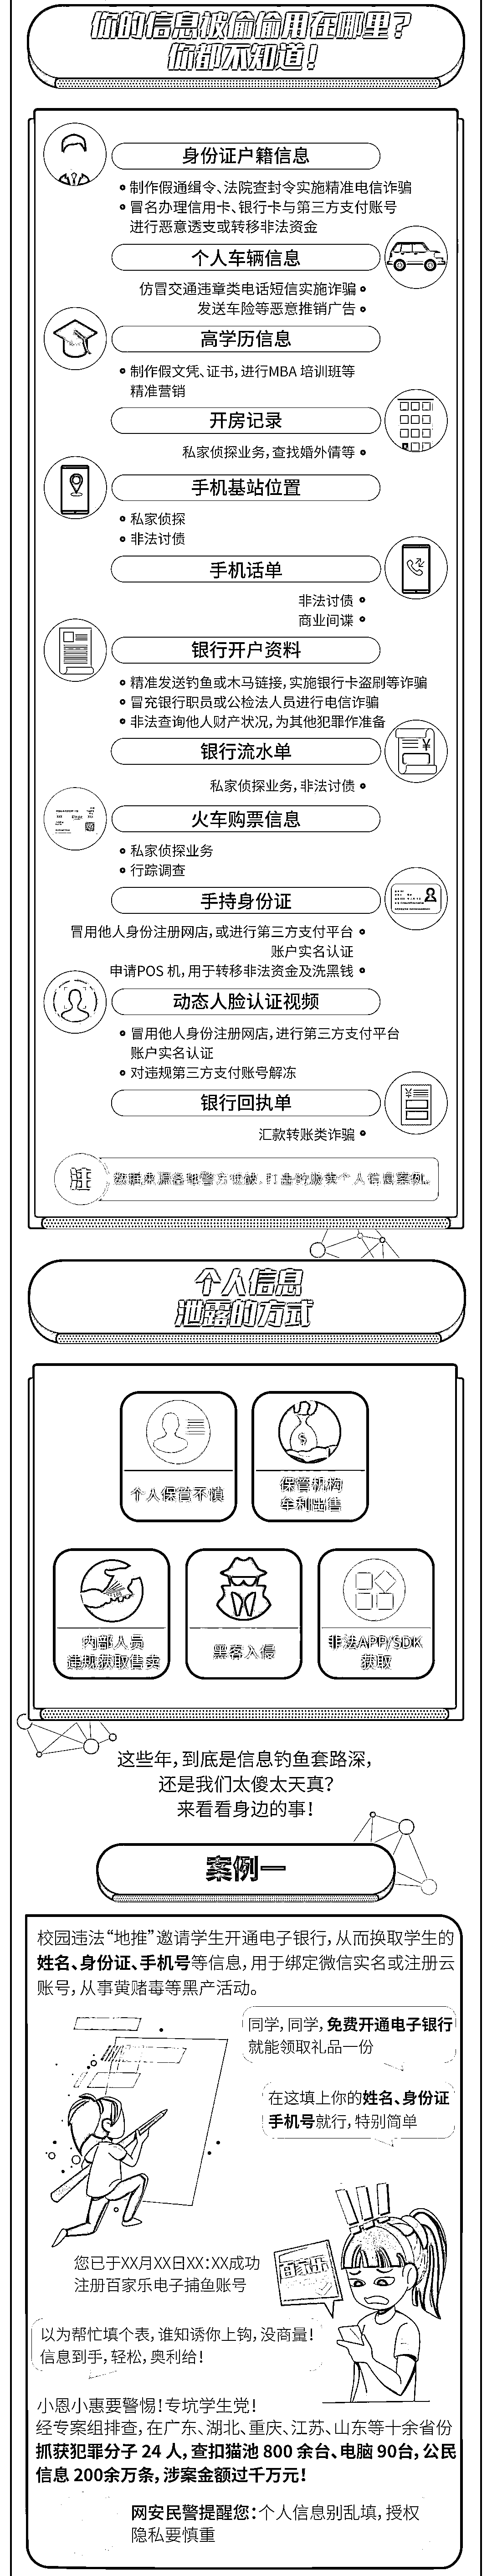 你的信息被偷偷用在哪里?
你都不知道!
身份证户籍信息
制作假通缉令、法院查封令实施精准电信诈骗
冒名办理信用卡、银行卡与第三方支付账号
进行恶意透支或转移非法资金
个人车辆信息
仿冒交通违章类电话短信实施诈骗
发送车险等恶意推销广告
高学历信息
制作假文凭、证书,进行MBA 培训班等
精准营销
开房记录
私家侦探业务,查找婚外情等
手机基站位置
私家侦探
非法讨债
手机话单
非法讨债
商业间谍
银行开户资料
精准发送钓鱼或木马链接,实施银行卡盗刷等诈骗
冒充银行职员或公检法人员进行电信诈骗
非法查询他人财产状况,为其他犯罪作准备
银行流水单
私家侦探业务,非法讨债
火车购票信息
私家侦探业务
行踪调查
手持身份证
冒用他人身份注册网店,或进行第三方支付平台
账户实名认证
申请POS 机,用于转移非法资金及洗黑钱
动态人脸认证视频
冒用他人身份注册网店,进行第三方支付平台
账户实名认证
对违规第三方支付账号解冻
银行回执单
汇款转账类诈骗
注
数据来源各地警方破获、打击的贩卖个人信息案例。
个人信息
泄露的方式
个人保管不慎
保管机构
牟利出售
内部人员
违规获取售卖
黑客入侵
非法APP/SDK
获取
这些年,到底是信息钓鱼套路深,
还是我们太傻太天真?
来看看身边的事!
案例一
校园违法“地推”邀请学生开通电子银行,从而换取学生的
姓名、身份证、手机号等信息,用于绑定微信实名或注册云
账号,从事黄赌毒等黑产活动。
同学,同学,免费开通电子银行
就能领取礼品一份
在这填上你的姓名、身份证
手机号就行,特别简单
您已于XX月XX日XX:XX成功
注册百家乐电子捕鱼账号
百家乐
以为帮忙填个表,谁知诱你上钩,没商量!
信息到手,轻松,奥利给!
小恩小惠要警惕!专坑学生党!
经专案组排查,在广东、湖北、重庆、江苏、山东等十余省份
抓获犯罪分子 24 人,查扣猫池 800 余台、电脑 90台,公民
信息 200余万条,涉案金额过千万元!
网安民警提醒您:个人信息别乱填,授权
隐私要慎重